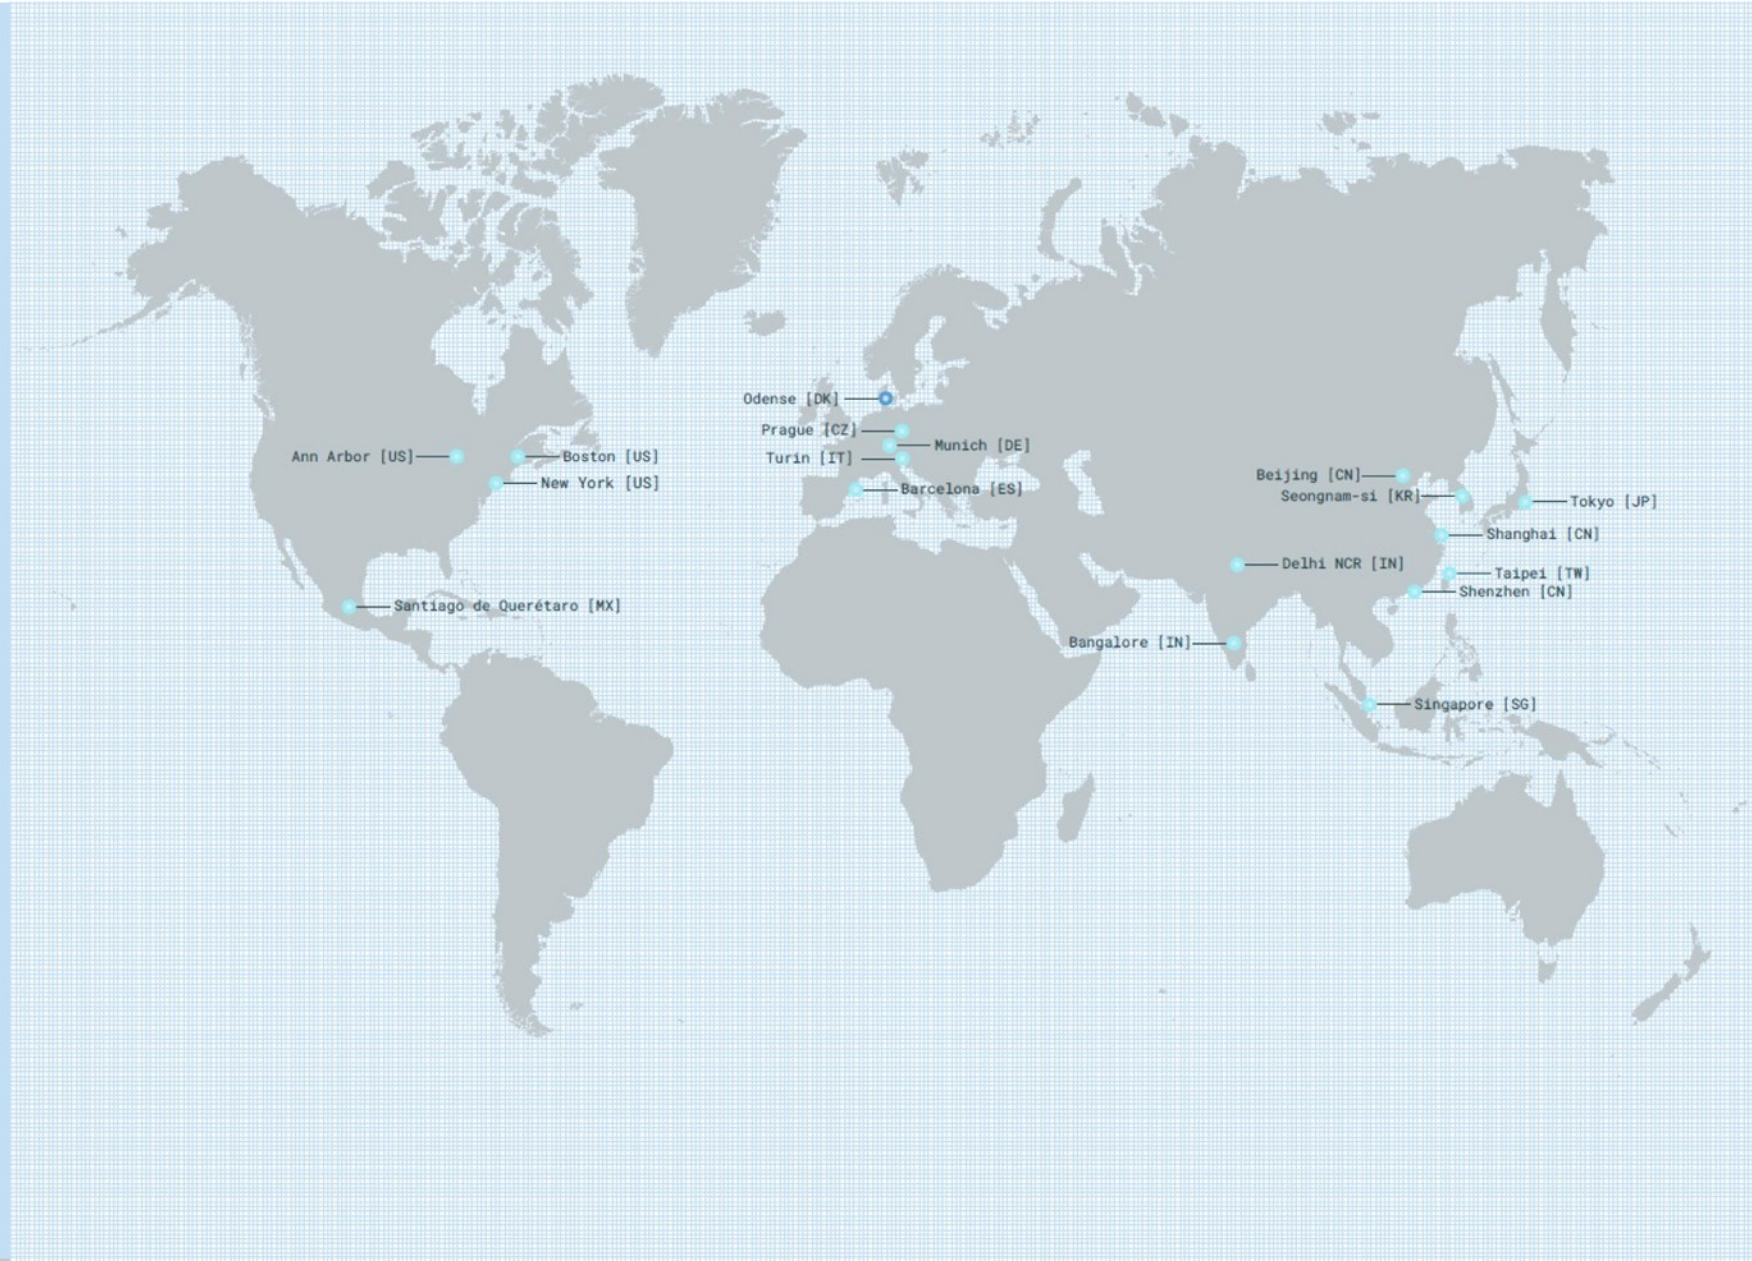 Odense [DK]
Prague [CZ]
Munich [DE]
Turin [IT]
Ann Arbor [US]
Boston [US]
New York [US]
Barcelona [ES]
Beijing [CN]
Seongnam-si [KR]
Tokyo [JP]
Shanghai [CN]
Delhi NCR [IN]
Taipei [TW]
Shenzhen [CN]
Santiago de Querétaro [MX]
Bangalore [IN]
Singapore [SG]